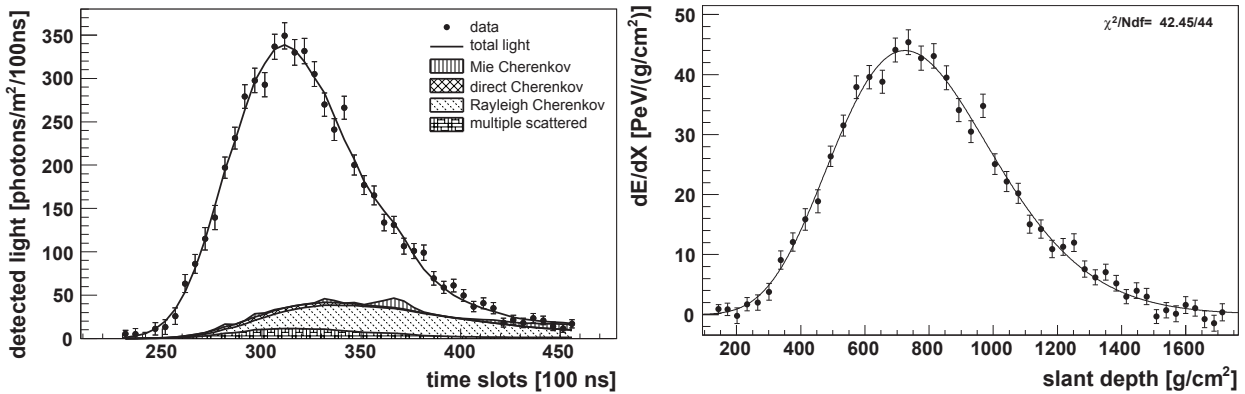 detected light [photons/m²/100ns]
350
300
250
200
150
100
50
0
data
total light
Mie Cherenkov
direct Cherenkov
Rayleigh Cherenkov
multiple scattered
250 300 350 400 450
time slots [100 ns]
dE/dX [PeV/(g/cm²)]
50
40
30
20
10
0
χ²/Ndf= 42.45/44
200 400 600 800 1000 1200 1400 1600
slant depth [g/cm²]